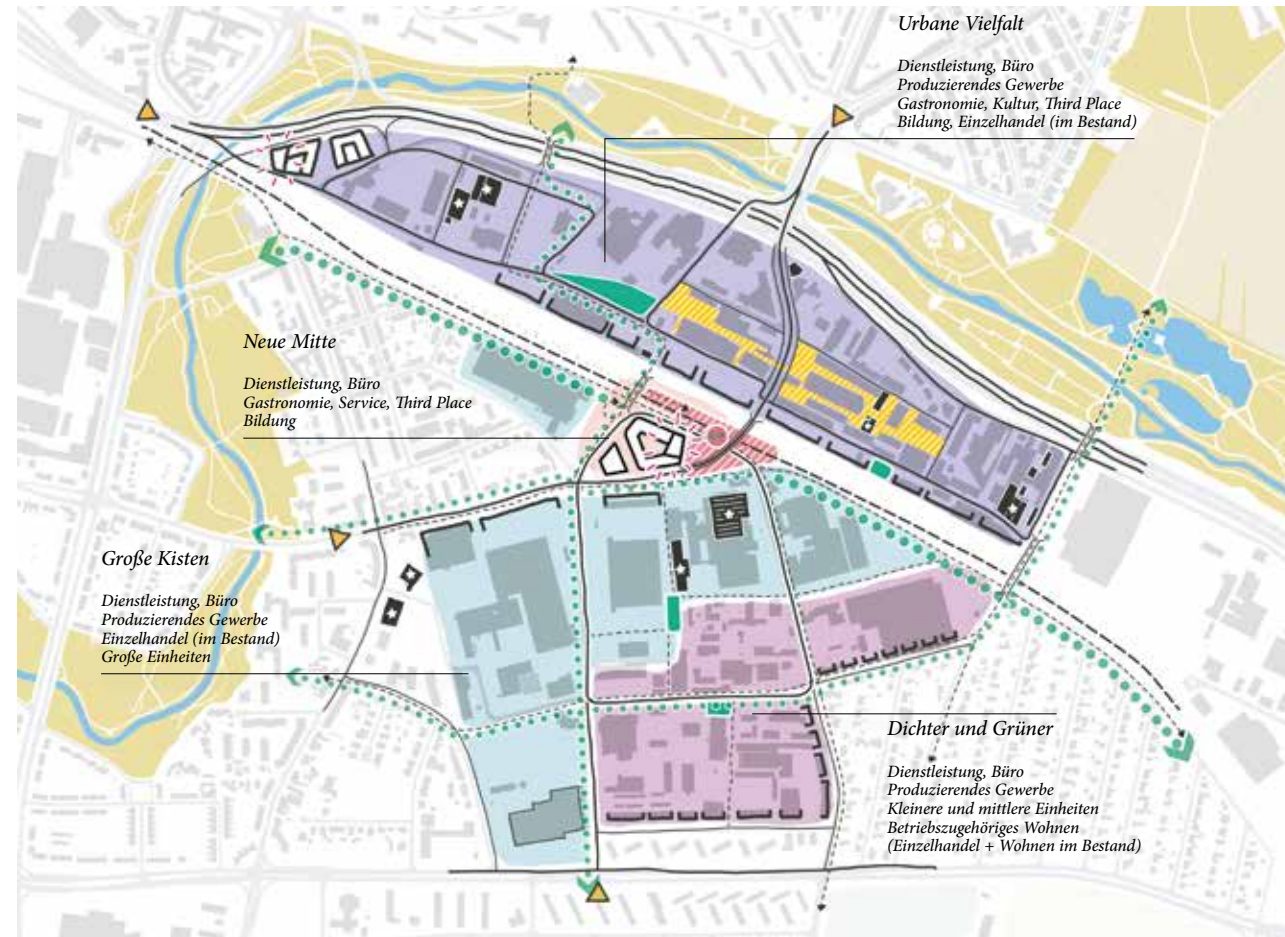 Urbane Vielfalt
Dienstleistung, Büro
Produzierendes Gewerbe
Gastronomie, Kultur, Third Place
Bildung, Einzelhandel (im Bestand)
Neue Mitte
Dienstleistung, Büro
Gastronomie, Service, Third Place
Bildung
Große Kisten
Dienstleistung, Büro
Produzierendes Gewerbe
Einzelhandel (im Bestand)
Große Einheiten
Dichter und Grüner
Dienstleistung, Büro
Produzierendes Gewerbe
Kleinere und mittlere Einheiten
Betriebszugehöriges Wohnen
(Einzelhandel + Wohnen im Bestand)